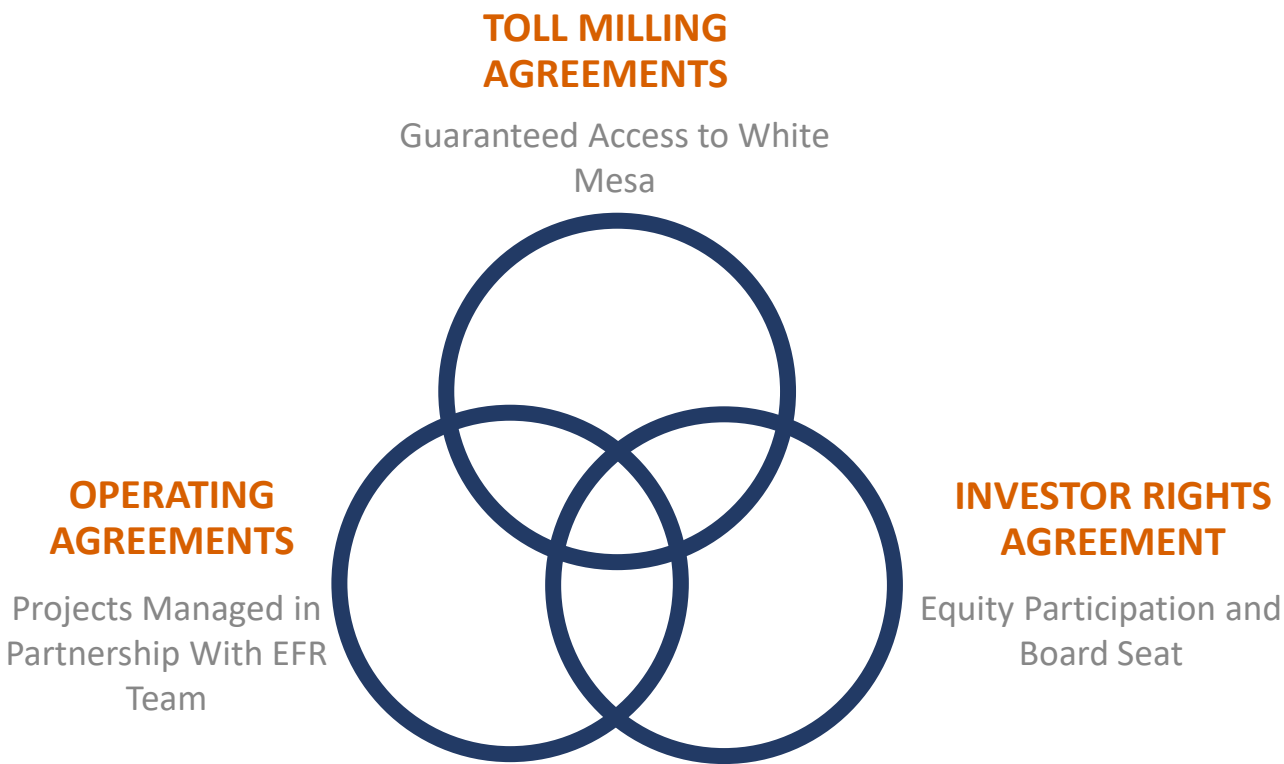 TOLL MILLING
AGREEMENTS
Guaranteed Access to White
Mesa
OPERATING
AGREEMENTS
Projects Managed in
Partnership With EFR
Team
INVESTOR RIGHTS
AGREEMENT
Equity Participation and
Board Seat